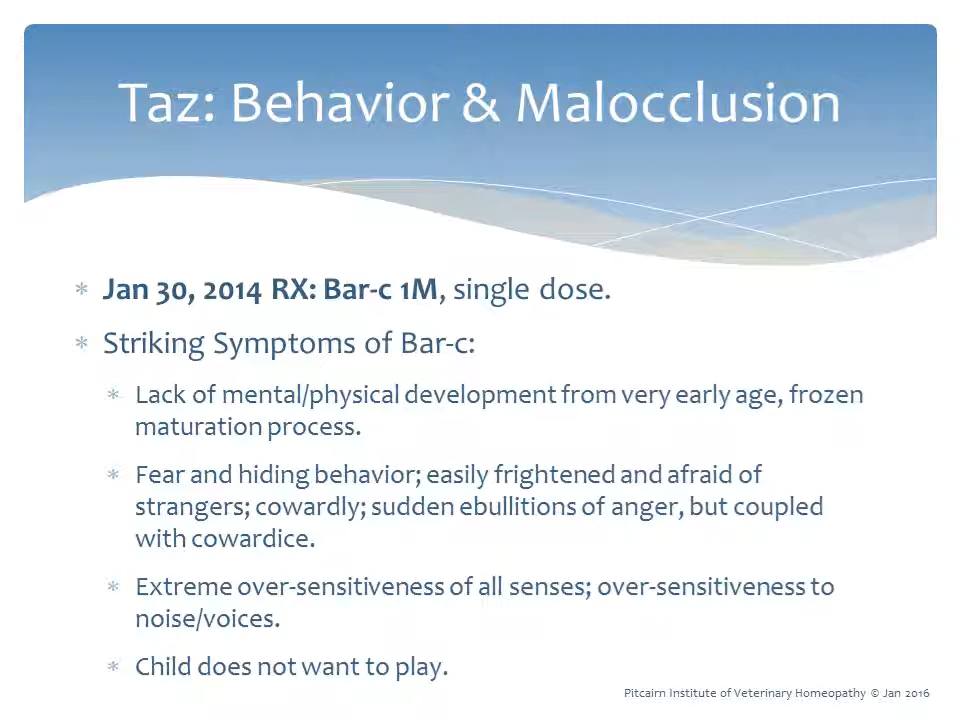 Taz: Behavior & Malocclusion
* Jan 30, 2014 RX: Bar-c 1M, single dose.
* Striking Symptoms of Bar-c:
* Lack of mental/physical development from very early age, frozen
maturation process.
* Fear and hiding behavior; easily frightened and afraid of
strangers; cowardly; sudden ebullitions of anger, but coupled
with cowardice.
* Extreme over-sensitiveness of all senses; over-sensitiveness to
noise/voices.
* Child does not want to play.
Pitcairn Institute of Veterinary Homeopathy © Jan 2016